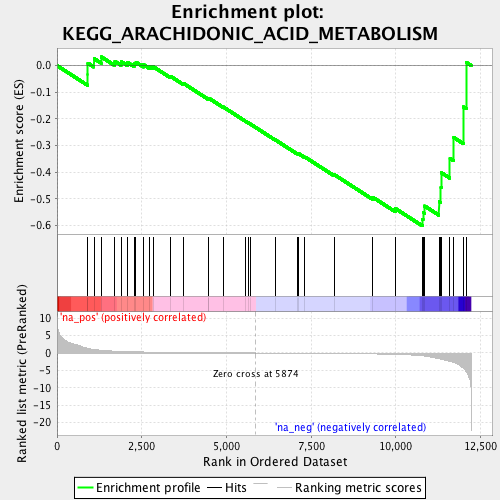 Enrichment plot:
KEGG_ARACHIDONIC_ACID_METABOLISM
Enrichment score (ES)
0.0
-0.1
-0.2
-0.3
-0.4
-0.5
-0.6
Ranked list metric (PreRanked)
10
5
0
-5
-10
-15
-20
'na_pos' (positively correlated)
Zero cross at 5874
'na_neg' (negatively correlated)
0
2,500
5,000
7,500
10,000
12,500
Rank in Ordered Dataset
Enrichment profile
Hits
Ranking metric scores